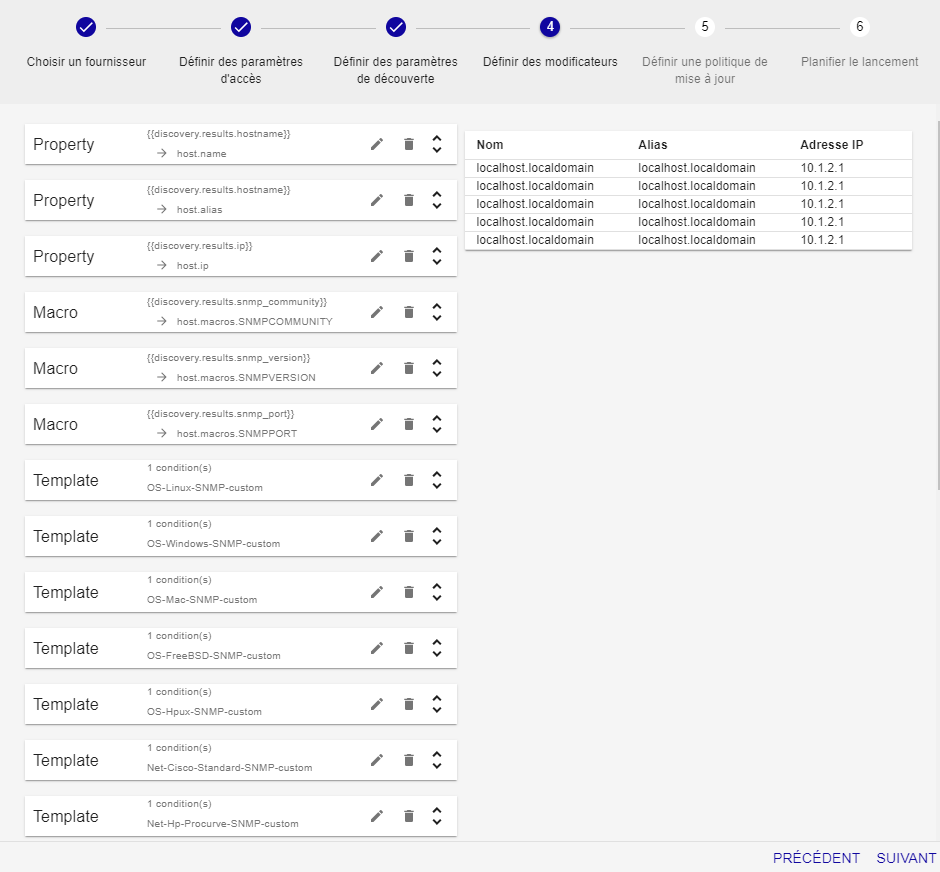 4
5
6
Choisir un fournisseur
Définir des paramètres
d'accès
Définir des paramètres
de découverte
Définir des modificateurs
Définir une politique de
mise à jour
Planifier le lancement
Property
{{discovery.results.hostname}}
host.name
Property
{{discovery.results.hostname}}
host.alias
Property
{{discovery.results.ip}}
host.ip
Macro
{{discovery.results.snmp_community}}
host.macros.SNMPCOMMUNITY
Macro
{{discovery.results.snmp_version}}
host.macros.SNMPVERSION
Macro
{{discovery.results.snmp_port}}
host.macros.SNMPPORT
Template
1 condition(s)
OS-Linux-SNMP-custom
Template
1 condition(s)
OS-Windows-SNMP-custom
Template
1 condition(s)
OS-Mac-SNMP-custom
Template
1 condition(s)
OS-FreeBSD-SNMP-custom
Template
1 condition(s)
OS-Hpux-SNMP-custom
Template
1 condition(s)
Net-Cisco-Standard-SNMP-custom
Template
1 condition(s)
Net-Hp-Procurve-SNMP-custom
Nom Alias Adresse IP
localhost.localdomain localhost.localdomain 10.1.2.1
localhost.localdomain localhost.localdomain 10.1.2.1
localhost.localdomain localhost.localdomain 10.1.2.1
localhost.localdomain localhost.localdomain 10.1.2.1
localhost.localdomain localhost.localdomain 10.1.2.1
PRÉCÉDENT SUIVANT